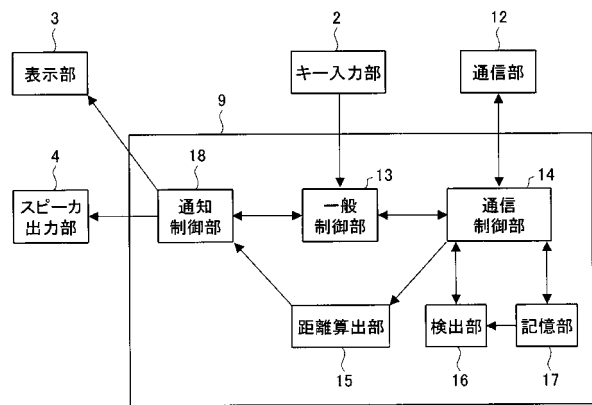 3
2
12
表示部
キー入力部
通信部
9
4
18
13
14
スピーカ
出力部
通知
制御部
一般
制御部
通信
制御部
距離算出部
検出部
記憶部
15
16
17